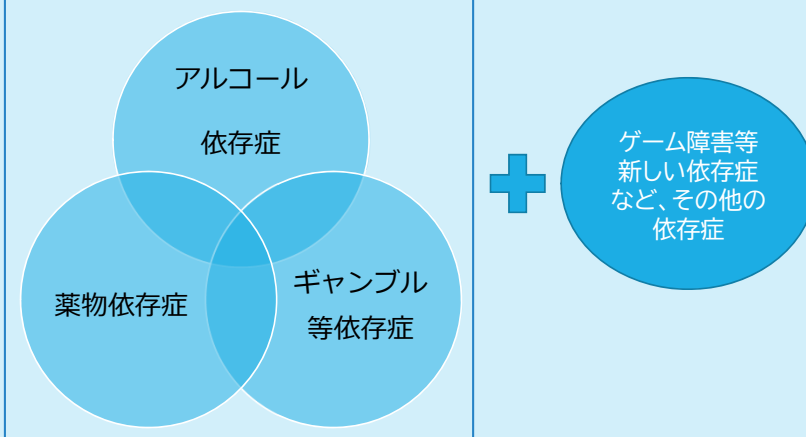 アルコール
依存症
薬物依存症
ギャンブル
等依存症
ゲーム障害等
新しい依存症
など、その他の
依存症